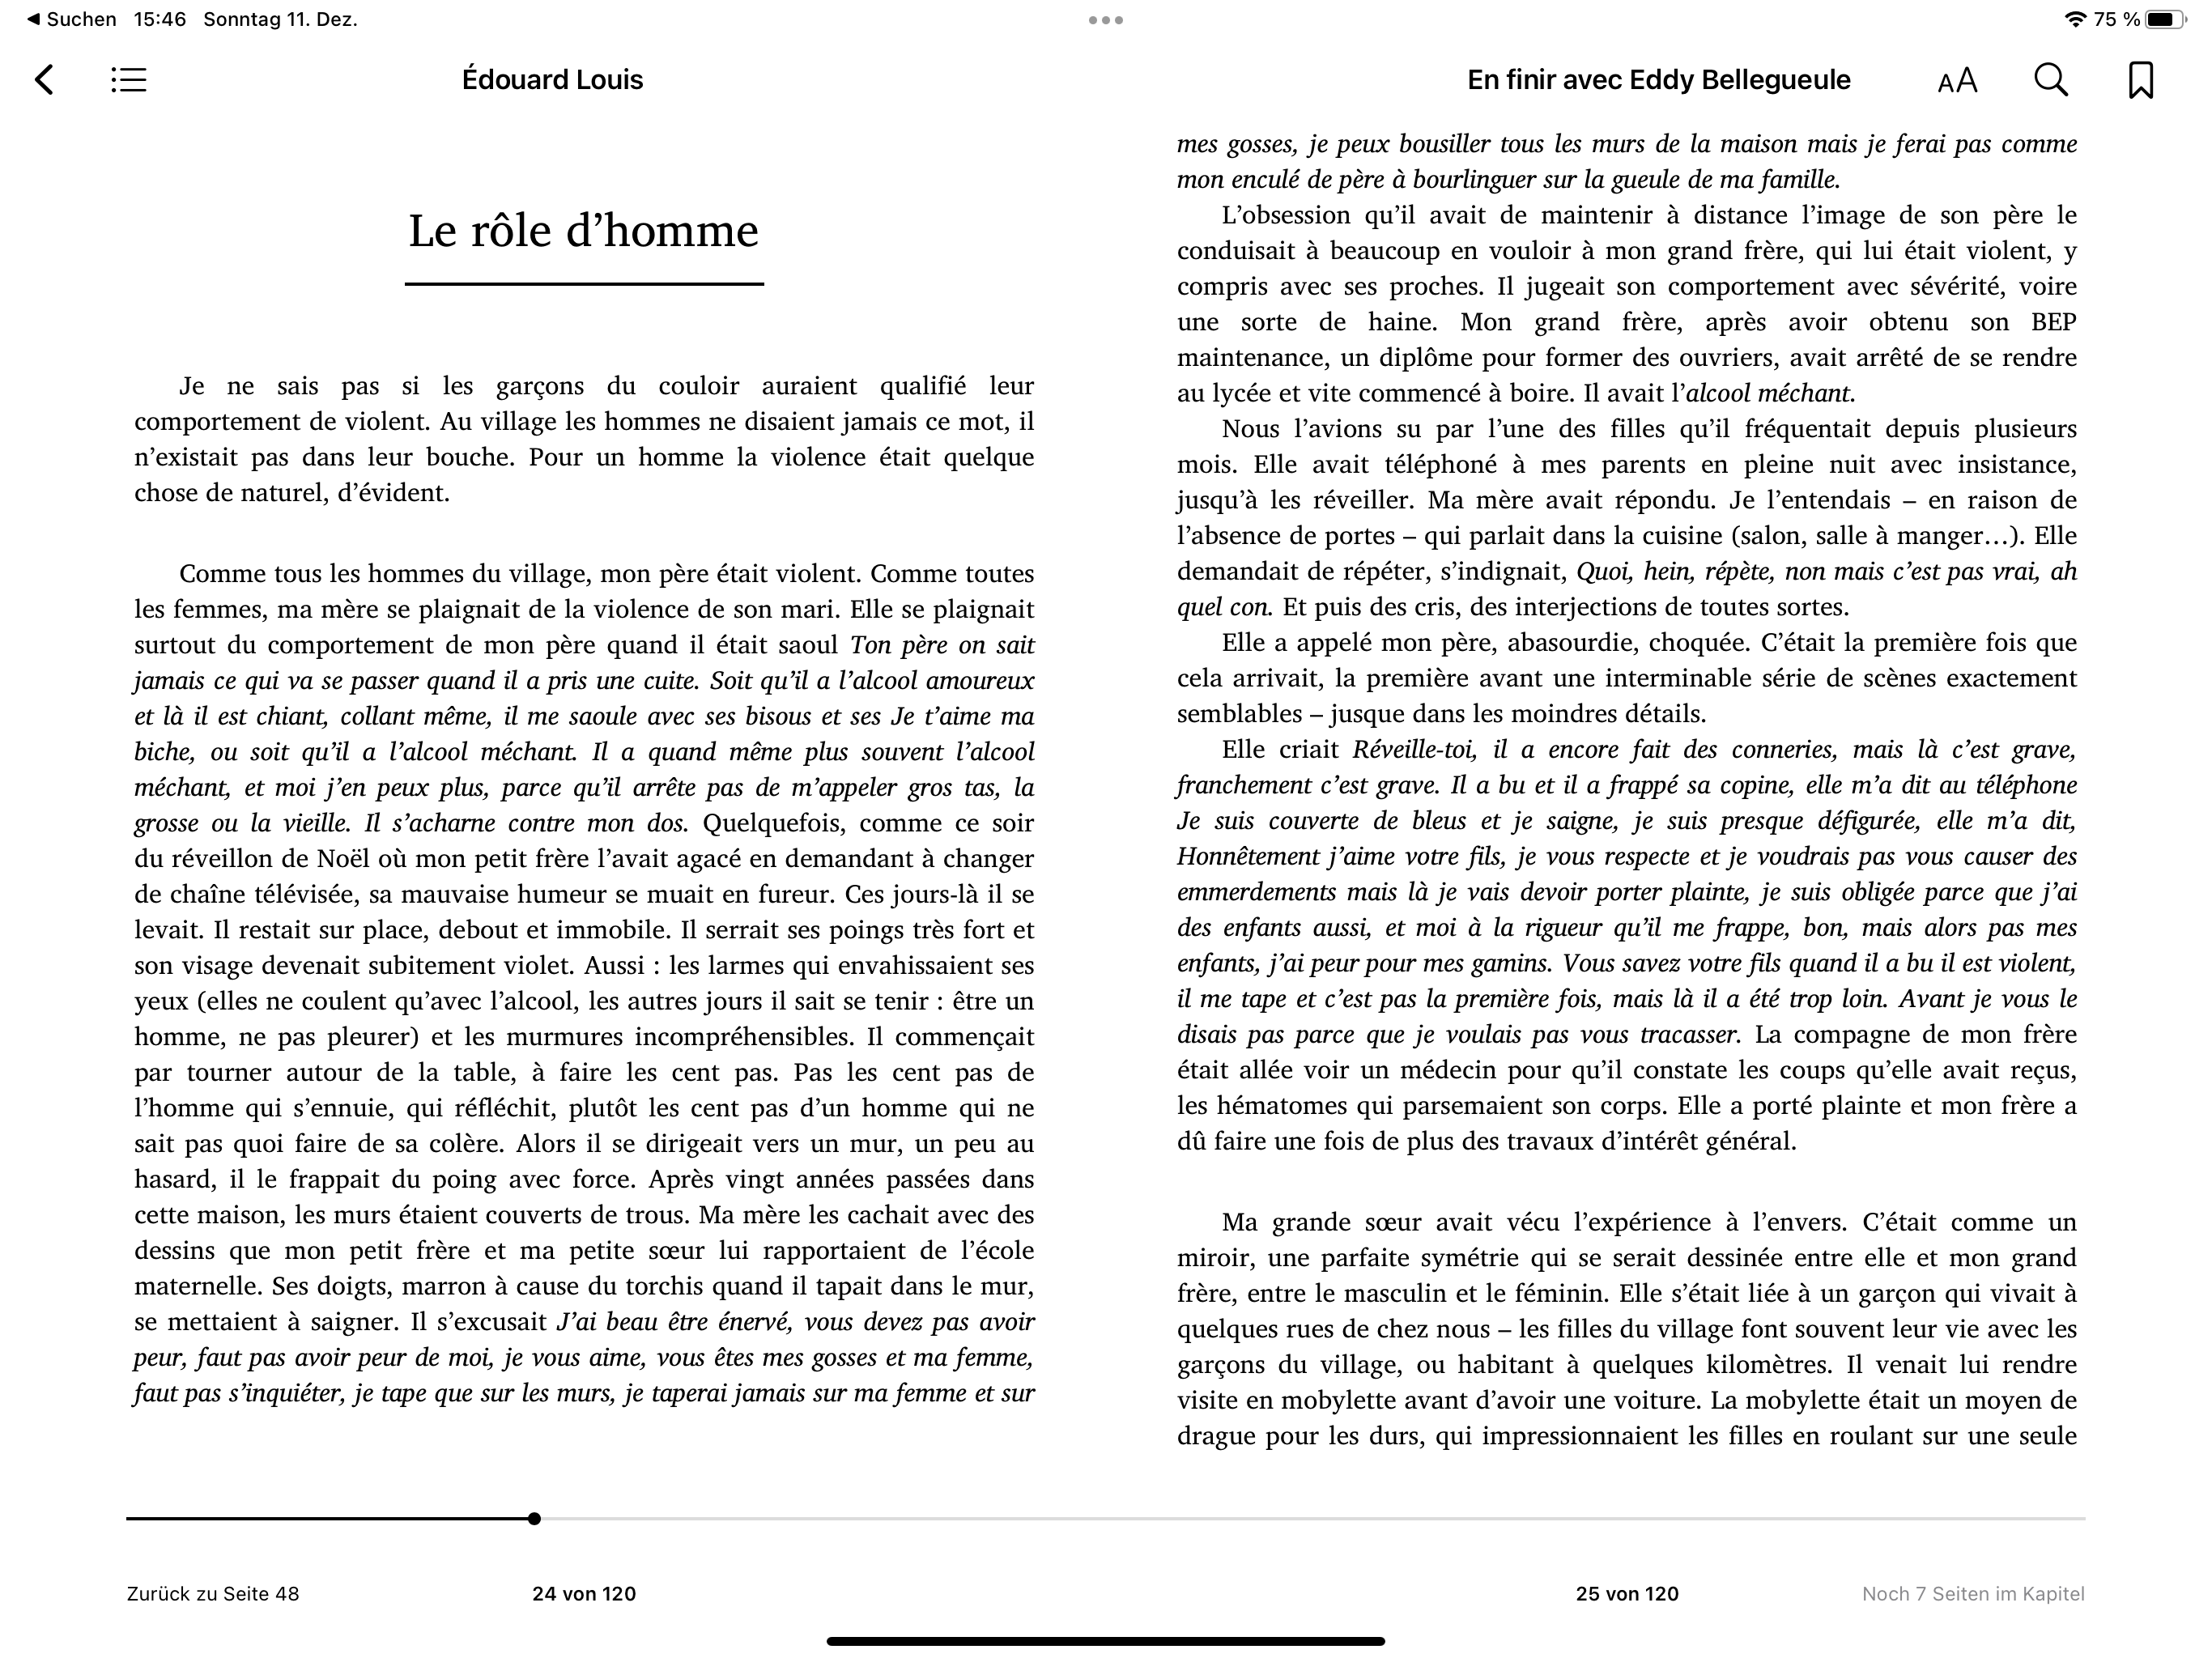 ◀ Suchen 15:46 Sonntag 11. Dez.
75 %
Édouard Louis
En finir avec Eddy Bellegueule
AA
Le rôle d’homme
Je ne sais pas si les garçons du couloir auraient qualifié leur
comportement de violent. Au village les hommes ne disaient jamais ce mot, il
n’existait pas dans leur bouche. Pour un homme la violence était quelque
chose de naturel, d’évident.
Comme tous les hommes du village, mon père était violent. Comme toutes
les femmes, ma mère se plaignait de la violence de son mari. Elle se plaignait
surtout du comportement de mon père quand il était saoul Ton père on sait
jamais ce qui va se passer quand il a pris une cuite. Soit qu’il a l’alcool amoureux
et là il est chiant, collant même, il me saoule avec ses bisous et ses Je t’aime ma
biche, ou soit qu’il a l’alcool méchant. Il a quand même plus souvent l’alcool
méchant, et moi j’en peux plus, parce qu’il arrête pas de m’appeler gros tas, la
grosse ou la vieille. Il s’acharne contre mon dos. Quelquefois, comme ce soir
du réveillon de Noël où mon petit frère l’avait agacé en demandant à changer
de chaîne télévisée, sa mauvaise humeur se muait en fureur. Ces jours-là il se
levait. Il restait sur place, debout et immobile. Il serrait ses poings très fort et
son visage devenait subitement violet. Aussi : les larmes qui envahissaient ses
yeux (elles ne coulent qu’avec l’alcool, les autres jours il sait se tenir : être un
homme, ne pas pleurer) et les murmures incompréhensibles. Il commençait
par tourner autour de la table, à faire les cent pas. Pas les cent pas de
l’homme qui s’ennuie, qui réfléchit, plutôt les cent pas d’un homme qui ne
sait pas quoi faire de sa colère. Alors il se dirigeait vers un mur, un peu au
hasard, il le frappait du poing avec force. Après vingt années passées dans
cette maison, les murs étaient couverts de trous. Ma mère les cachait avec des
dessins que mon petit frère et ma petite sœur lui rapportaient de l’école
maternelle. Ses doigts, marron à cause du torchis quand il tapait dans le mur,
se mettaient à saigner. Il s’excusait J’ai beau être énervé, vous devez pas avoir
peur, faut pas avoir peur de moi, je vous aime, vous êtes mes gosses et ma femme,
faut pas s’inquiéter, je tape que sur les murs, je taperai jamais sur ma femme et sur
mes gosses, je peux bousiller tous les murs de la maison mais je ferai pas comme
mon enculé de père à bourlinguer sur la gueule de ma famille.
L’obsession qu’il avait de maintenir à distance l’image de son père le
conduisait à beaucoup en vouloir à mon grand frère, qui lui était violent, y
compris avec ses proches. Il jugeait son comportement avec sévérité, voire
une sorte de haine. Mon grand frère, après avoir obtenu son BEP
maintenance, un diplôme pour former des ouvriers, avait arrêté de se rendre
au lycée et vite commencé à boire. Il avait l’alcool méchant.
Nous l’avions su par l’une des filles qu’il fréquentait depuis plusieurs
mois. Elle avait téléphoné à mes parents en pleine nuit avec insistance,
jusqu’à les réveiller. Ma mère avait répondu. Je l’entendais – en raison de
l’absence de portes – qui parlait dans la cuisine (salon, salle à manger…). Elle
demandait de répéter, s’indignait, Quoi, hein, répète, non mais c’est pas vrai, ah
quel con. Et puis des cris, des interjections de toutes sortes.
Elle a appelé mon père, abasourdie, choquée. C’était la première fois que
cela arrivait, la première avant une interminable série de scènes exactement
semblables – jusque dans les moindres détails.
Elle criait Réveille-toi, il a encore fait des conneries, mais là c’est grave,
franchement c’est grave. Il a bu et il a frappé sa copine, elle m’a dit au téléphone
Je suis couverte de bleus et je saigne, je suis presque défigurée, elle m’a dit,
Honnêtement j’aime votre fils, je vous respecte et je voudrais pas vous causer des
emmerdements mais là je vais devoir porter plainte, je suis obligée parce que j’ai
des enfants aussi, et moi à la rigueur qu’il me frappe, bon, mais alors pas mes
enfants, j’ai peur pour mes gamins. Vous savez votre fils quand il a bu il est violent,
il me tape et c’est pas la première fois, mais là il a été trop loin. Avant je vous le
disais pas parce que je voulais pas vous tracasser. La compagne de mon frère
était allée voir un médecin pour qu’il constate les coups qu’elle avait reçus,
les hématomes qui parsemaient son corps. Elle a porté plainte et mon frère a
dû faire une fois de plus des travaux d’intérêt général.
Ma grande sœur avait vécu l’expérience à l’envers. C’était comme un
miroir, une parfaite symétrie qui se serait dessinée entre elle et mon grand
frère, entre le masculin et le féminin. Elle s’était liée à un garçon qui vivait à
quelques rues de chez nous – les filles du village font souvent leur vie avec les
garçons du village, ou habitant à quelques kilomètres. Il venait lui rendre
visite en mobylette avant d’avoir une voiture. La mobylette était un moyen de
drague pour les durs, qui impressionnaient les filles en roulant sur une seule
Zurück zu Seite 48
24 von 120
25 von 120
Noch 7 Seiten im Kapitel